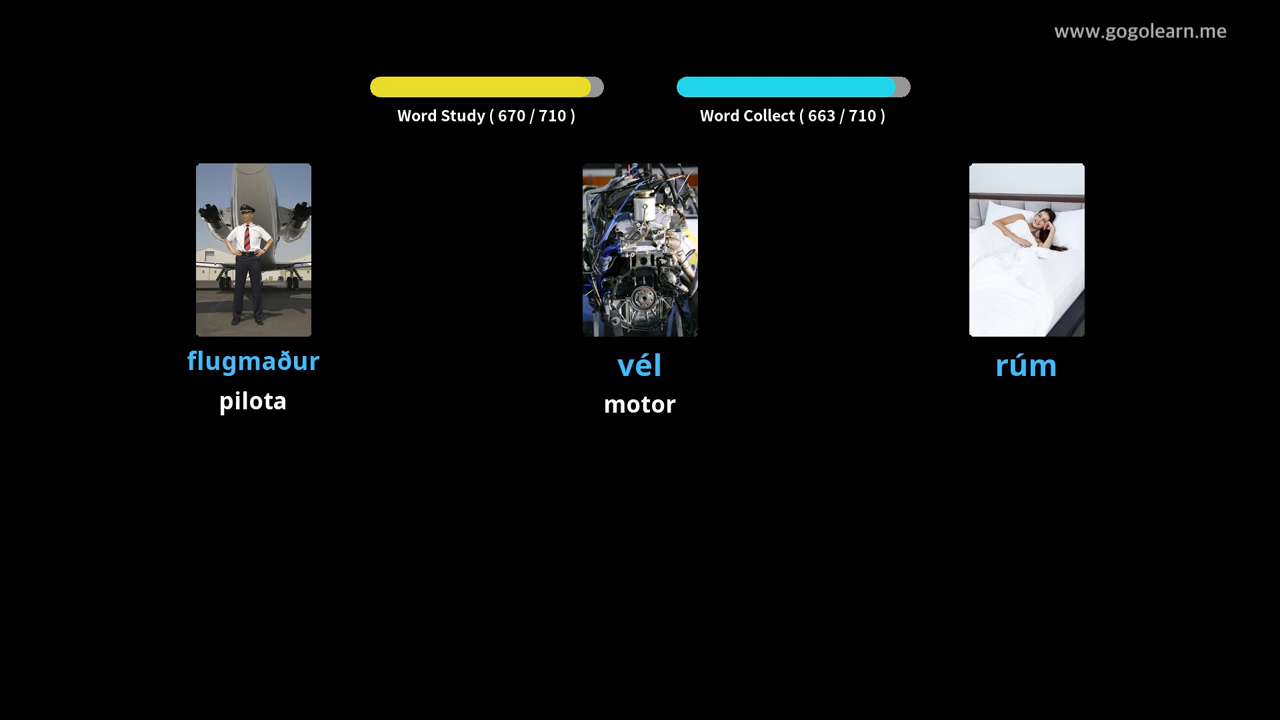 www.gogolearn.me
Word Study ( 670 / 710 )
Word Collect ( 663 / 710 )
flugmaður
vél
rúm
pilota
motor